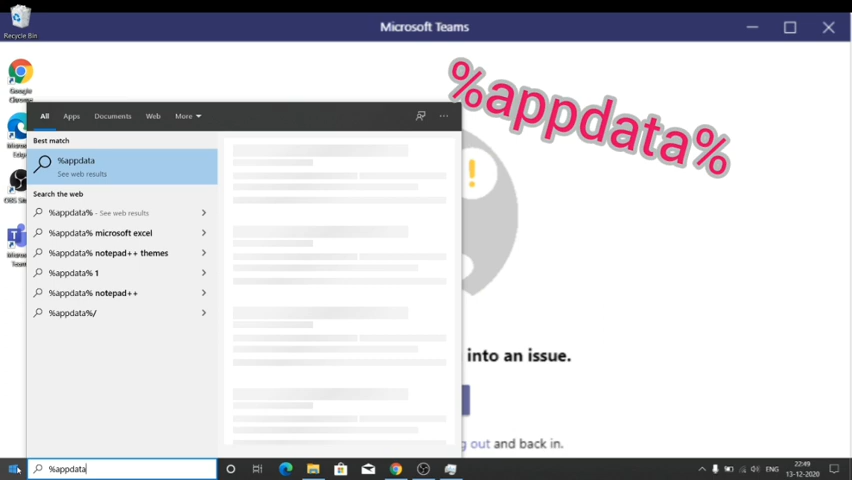 Microsoft Teams
Recycle Bin
%appdata%
Google
Chrome
All Apps Documents Web More
Best match
%appdata
See web results
Search the web
%appdata% - See web results
%appdata% microsoft excel
%appdata% notepad++ themes
%appdata% 1
%appdata% notepad++
%appdata%/
into an issue.
out and back in.
%appdata
ENG
22:49
13-12-2020